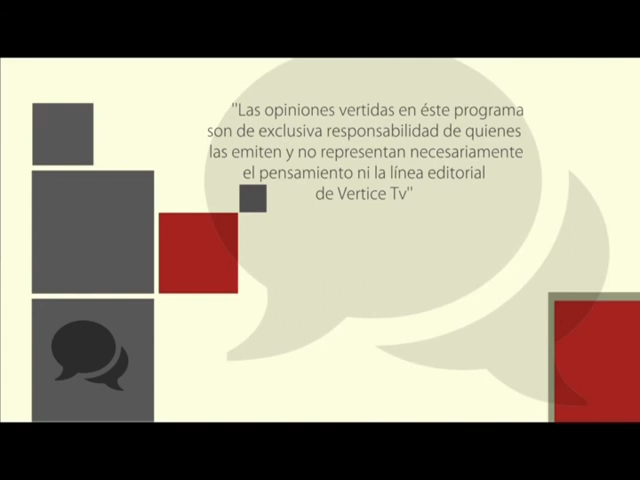 "Las opiniones vertidas en éste programa
son de exclusiva responsabilidad de quienes
las emiten y no representan necesariamente
el pensamiento ni la línea editorial
de Vertice Tv"